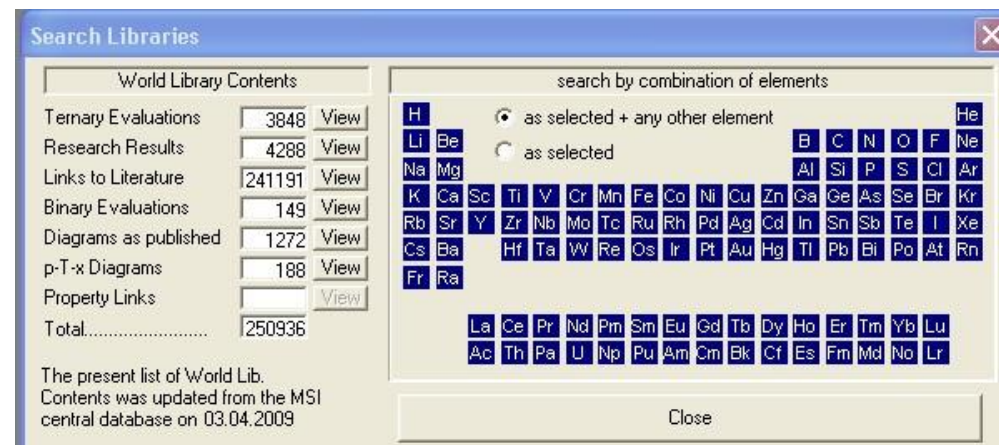 Search Libraries
World Library Contents
Ternary Evaluations 3848 View
Research Results 4288 View
Links to Literature 241191 View
Binary Evaluations 149 View
Diagrams as published 1272 View
p-T-x Diagrams 188 View
Property Links View
Total........................ 250936
The present list of World Lib.
Contents was updated from the MSI
central database on 03.04.2009
search by combination of elements
as selected + any other element
as selected
H He
Li Be B C N O F Ne
Na Mg Al Si P S Cl Ar
K Ca Sc Ti V Cr Mn Fe Co Ni Cu Zn Ga Ge As Se Br Kr
Rb Sr Y Zr Nb Mo Tc Ru Rh Pd Ag Cd In Sn Sb Te I Xe
Cs Ba Hf Ta W Re Os Ir Pt Au Hg Tl Pb Bi Po At Rn
Fr Ra
La Ce Pr Nd Pm Sm Eu Gd Tb Dy Ho Er Tm Yb Lu
Ac Th Pa U Np Pu Am Cm Bk Cf Es Fm Md No Lr
Close